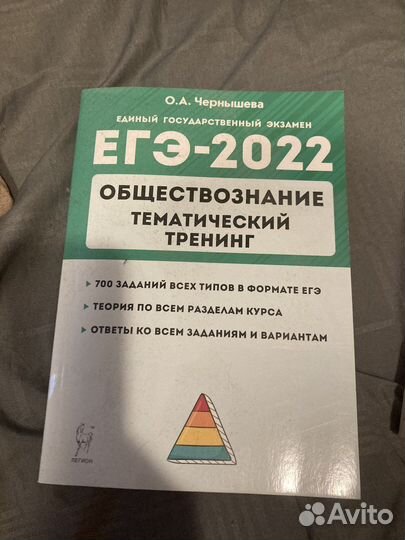 О.А. Чернышева
ЕДИНЫЙ ГОСУДАРСТВЕННЫЙ ЭКЗАМЕН
ЕГЭ-2022
ОБЩЕСТВОЗНАНИЕ
ТЕМАТИЧЕСКИЙ
ТРЕНИНГ
700 ЗАДАНИЙ ВСЕХ ТИПОВ В ФОРМАТЕ ЕГЭ
ТЕОРИЯ ПО ВСЕМ РАЗДЕЛАМ КУРСА
ОТВЕТЫ КО ВСЕМ ЗАДАНИЯМ И ВАРИАНТАМ
ЛЕГИОН
Avito